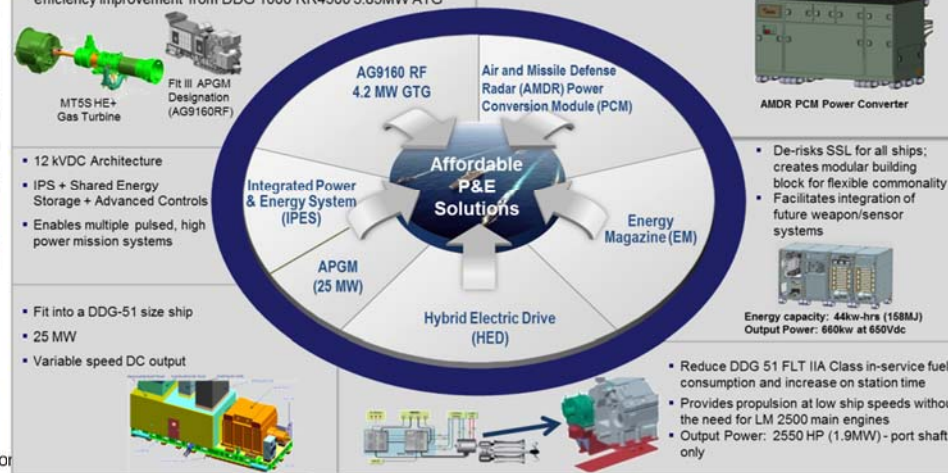 efficiency improvement from DDG 1000 RR4500 3.85MW ATG
MT5S HE+
Gas Turbine
Flt III APGM
Designation
(AG9160RF)
AG9160 RF
4.2 MW GTG
Air and Missile Defense
Radar (AMDR) Power
Conversion Module (PCM)
AMDR PCM Power Converter
▪ 12 kVDC Architecture
▪ IPS + Shared Energy
Storage + Advanced Controls
▪ Enables multiple pulsed, high
power mission systems
Integrated Power
& Energy System
(IPES)
Affordable
P&E
Solutions
Energy
Magazine (EM)
▪ De-risks SSL for all ships;
creates modular building
block for flexible commonality
▪ Facilitates integration of
future weapon/sensor
systems
Energy capacity: 44kw-hrs (158MJ)
Output Power: 660kw at 650Vdc
APGM
(25 MW)
Hybrid Electric Drive
(HED)
▪ Fit into a DDG-51 size ship
▪ 25 MW
▪ Variable speed DC output
▪ Reduce DDG 51 FLT IIA Class in-service fuel
consumption and increase on station time
▪ Provides propulsion at low ship speeds without
the need for LM 2500 main engines
▪ Output Power: 2550 HP (1.9MW) - port shaft
only